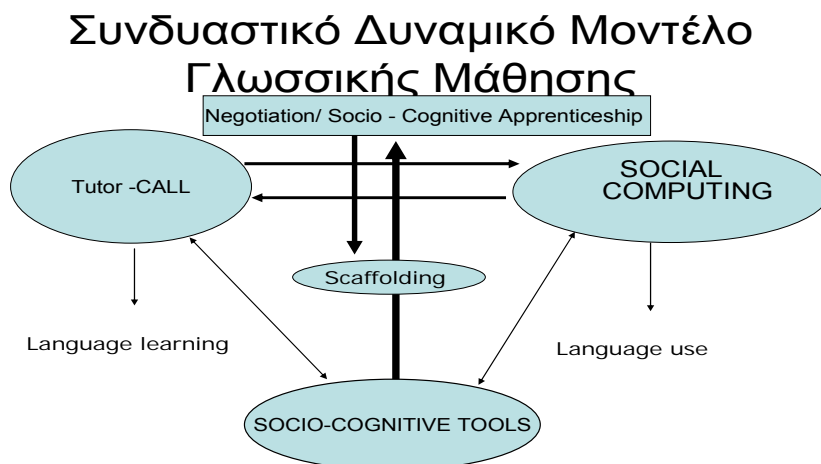 Συνδυαστικό Δυναμικό Μοντέλο
Γλωσσικής Μάθησης
Negotiation/ Socio - Cognitive Apprenticeship
Tutor -CALL
SOCIAL
COMPUTING
Scaffolding
Language learning
Language use
SOCIO-COGNITIVE TOOLS